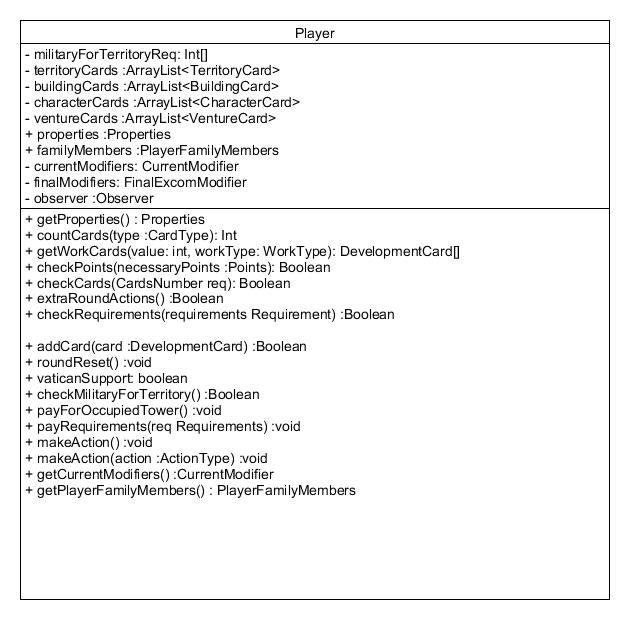 Player
- militaryForTerritoryReq: Int[]
- territoryCards :ArrayList<TerritoryCard>
- buildingCards :ArrayList<BuildingCard>
- characterCards :ArrayList<CharacterCard>
- ventureCards :ArrayList<VentureCard>
+ properties :Properties
+ familyMembers :PlayerFamilyMembers
- currentModifiers: CurrentModifier
- finalModifiers: FinalExcomModifier
- observer :Observer
+ getProperties() : Properties
+ countCards(type :CardType): Int
+ getWorkCards(value: int, workType: WorkType): DevelopmentCard[]
+ checkPoints(necessaryPoints :Points): Boolean
+ checkCards(CardsNumber req): Boolean
+ extraRoundActions() :Boolean
+ checkRequirements(requirements Requirement) :Boolean
+ addCard(card :DevelopmentCard) :Boolean
+ roundReset() :void
+ vaticanSupport: boolean
+ checkMilitaryForTerritory() :Boolean
+ payForOccupiedTower() :void
+ payRequirements(req Requirements) :void
+ makeAction() :void
+ makeAction(action :ActionType) :void
+ getCurrentModifiers() :CurrentModifier
+ getPlayerFamilyMembers() : PlayerFamilyMembers